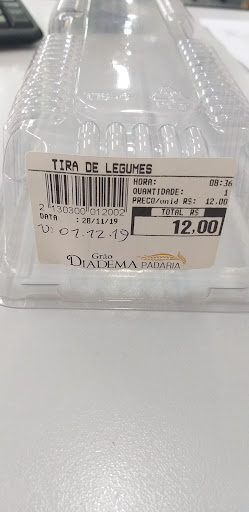 TIRA DE LEGUMES
HORA: 08:36
QUANTIDADE: 1
PRECO/unid R$: 12.00
2 130300 012002
TOTAL R$
12,00
DATA :28/11/19
V: 01.12.19
Grão
DIADEMA PADARIA